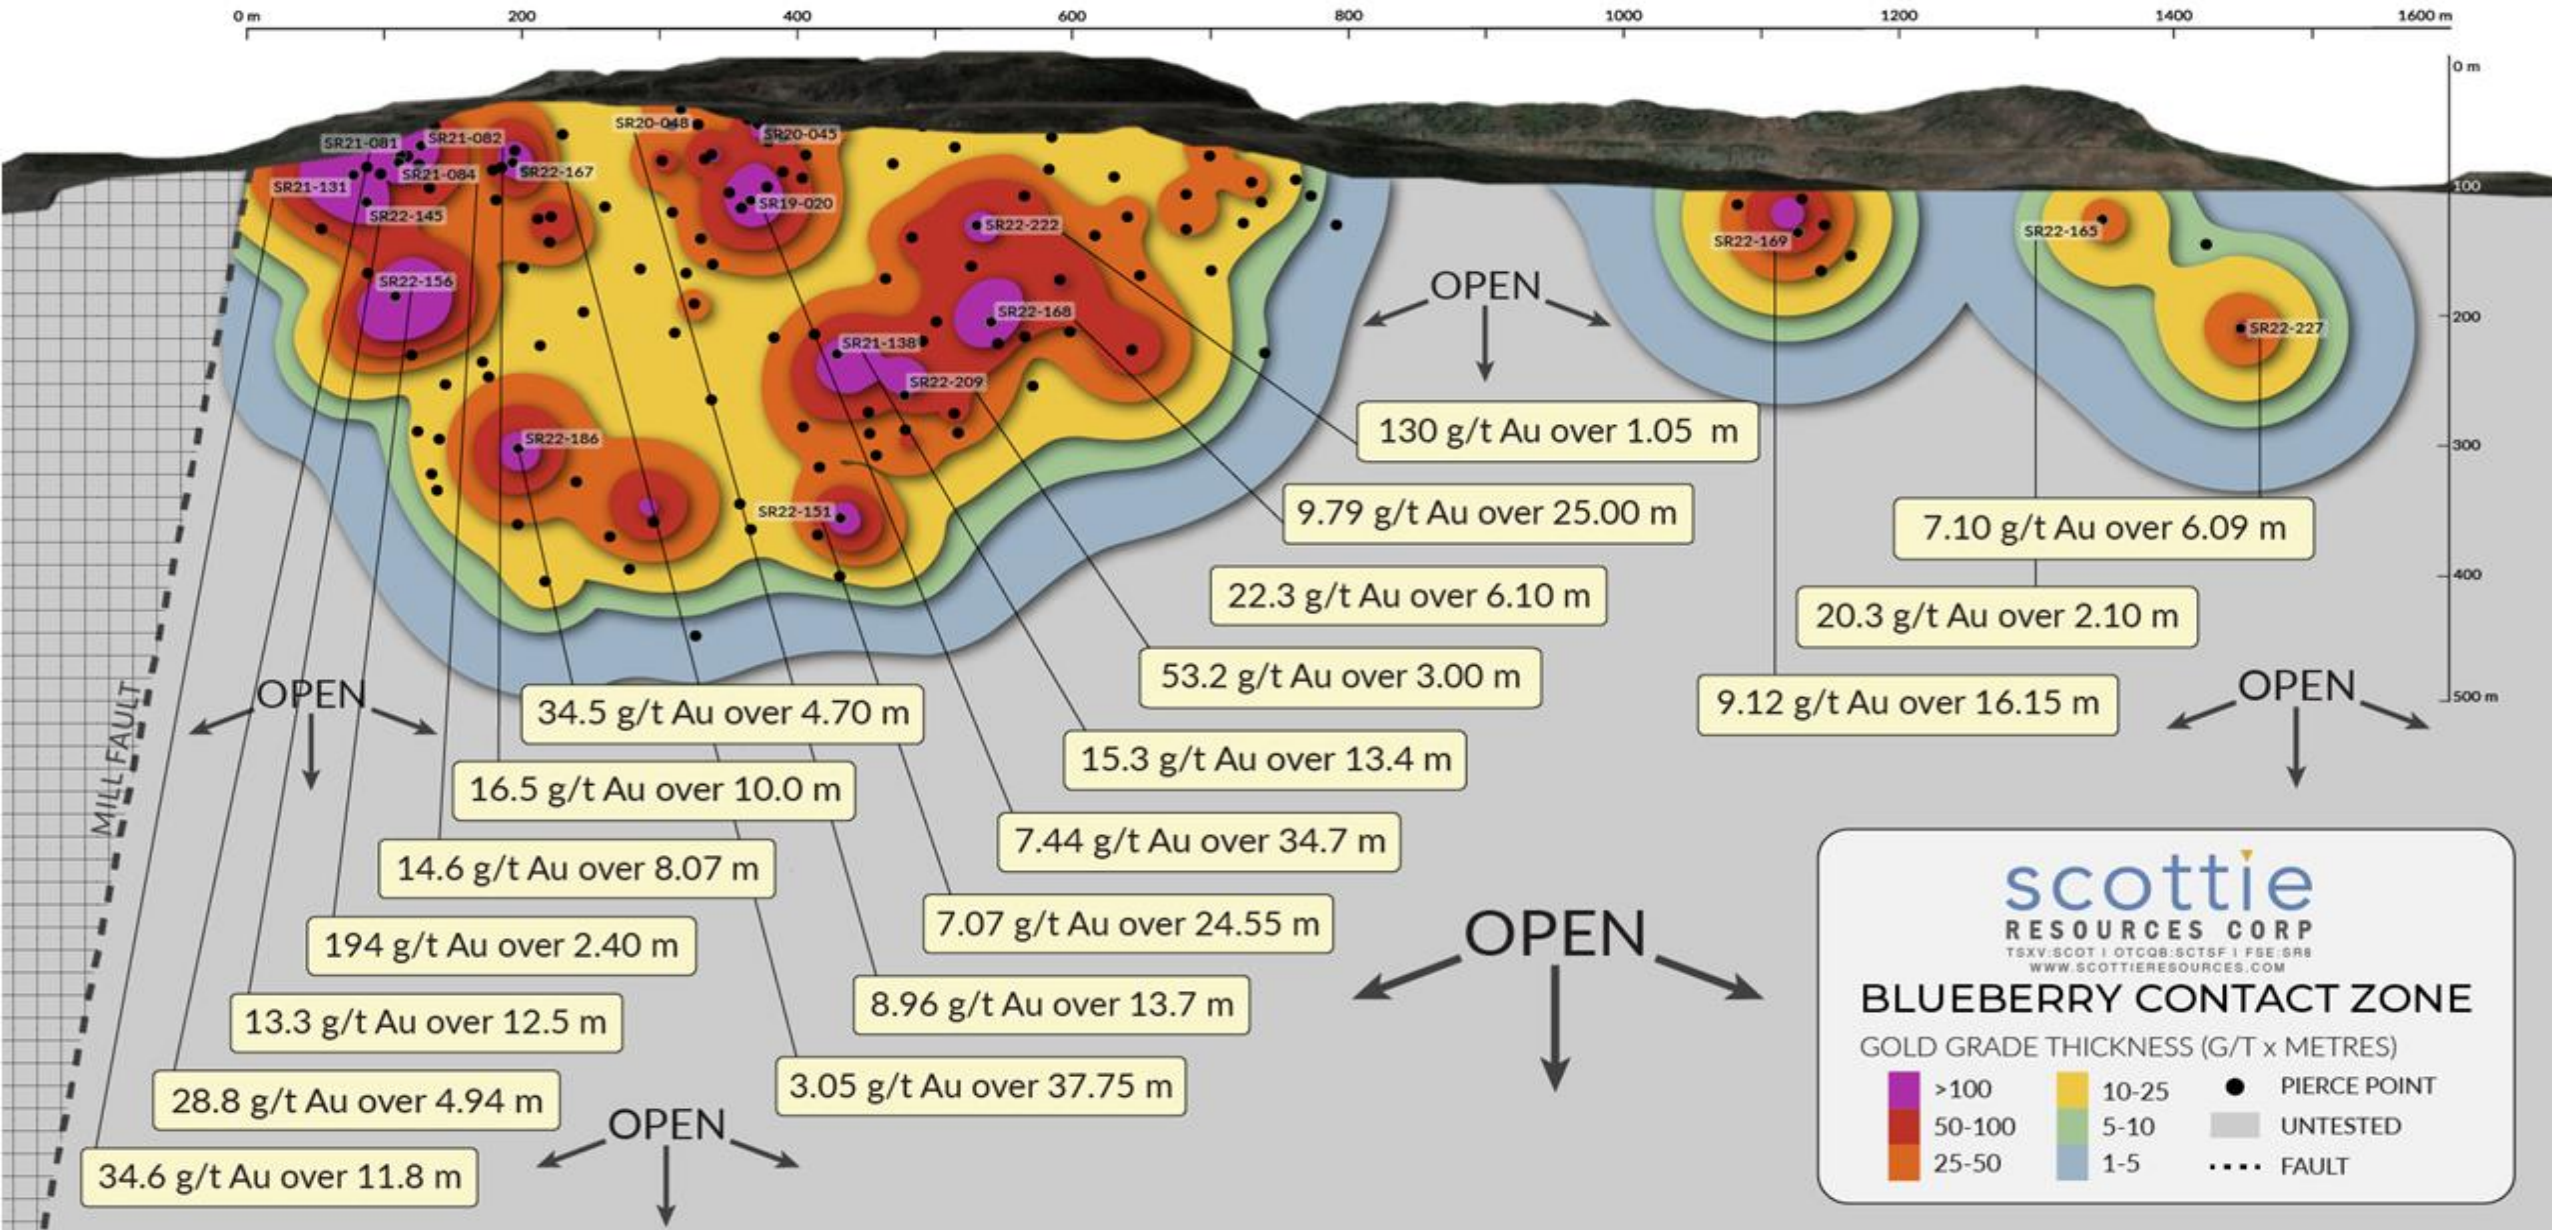 0 m 200 400 600 800 1000 1200 1400 1600 m
0 m
100
200
300
400
500 m
SR20-048
SR20-045
SR21-081
SR21-082
SR21-084
SR22-167
SR21-131
SR19-020
SR22-145
SR22-222
SR22-169
SR22-165
SR22-156
SR22-168
SR22-227
SR21-138
SR22-209
SR22-186
SR22-151
OPEN
130 g/t Au over 1.05 m
9.79 g/t Au over 25.00 m
7.10 g/t Au over 6.09 m
22.3 g/t Au over 6.10 m
20.3 g/t Au over 2.10 m
53.2 g/t Au over 3.00 m
9.12 g/t Au over 16.15 m
OPEN
OPEN
MILL FAULT
34.5 g/t Au over 4.70 m
15.3 g/t Au over 13.4 m
16.5 g/t Au over 10.0 m
7.44 g/t Au over 34.7 m
14.6 g/t Au over 8.07 m
7.07 g/t Au over 24.55 m
OPEN
194 g/t Au over 2.40 m
8.96 g/t Au over 13.7 m
13.3 g/t Au over 12.5 m
3.05 g/t Au over 37.75 m
28.8 g/t Au over 4.94 m
OPEN
34.6 g/t Au over 11.8 m
scottie
RESOURCES CORP
TSXV:SCOT | OTCQB:SCTSF | FSE:SR8
WWW.SCOTTIERESOURCES.COM
BLUEBERRY CONTACT ZONE
GOLD GRADE THICKNESS (G/T x METRES)
>100 10-25 PIERCE POINT
50-100 5-10 UNTESTED
25-50 1-5 FAULT